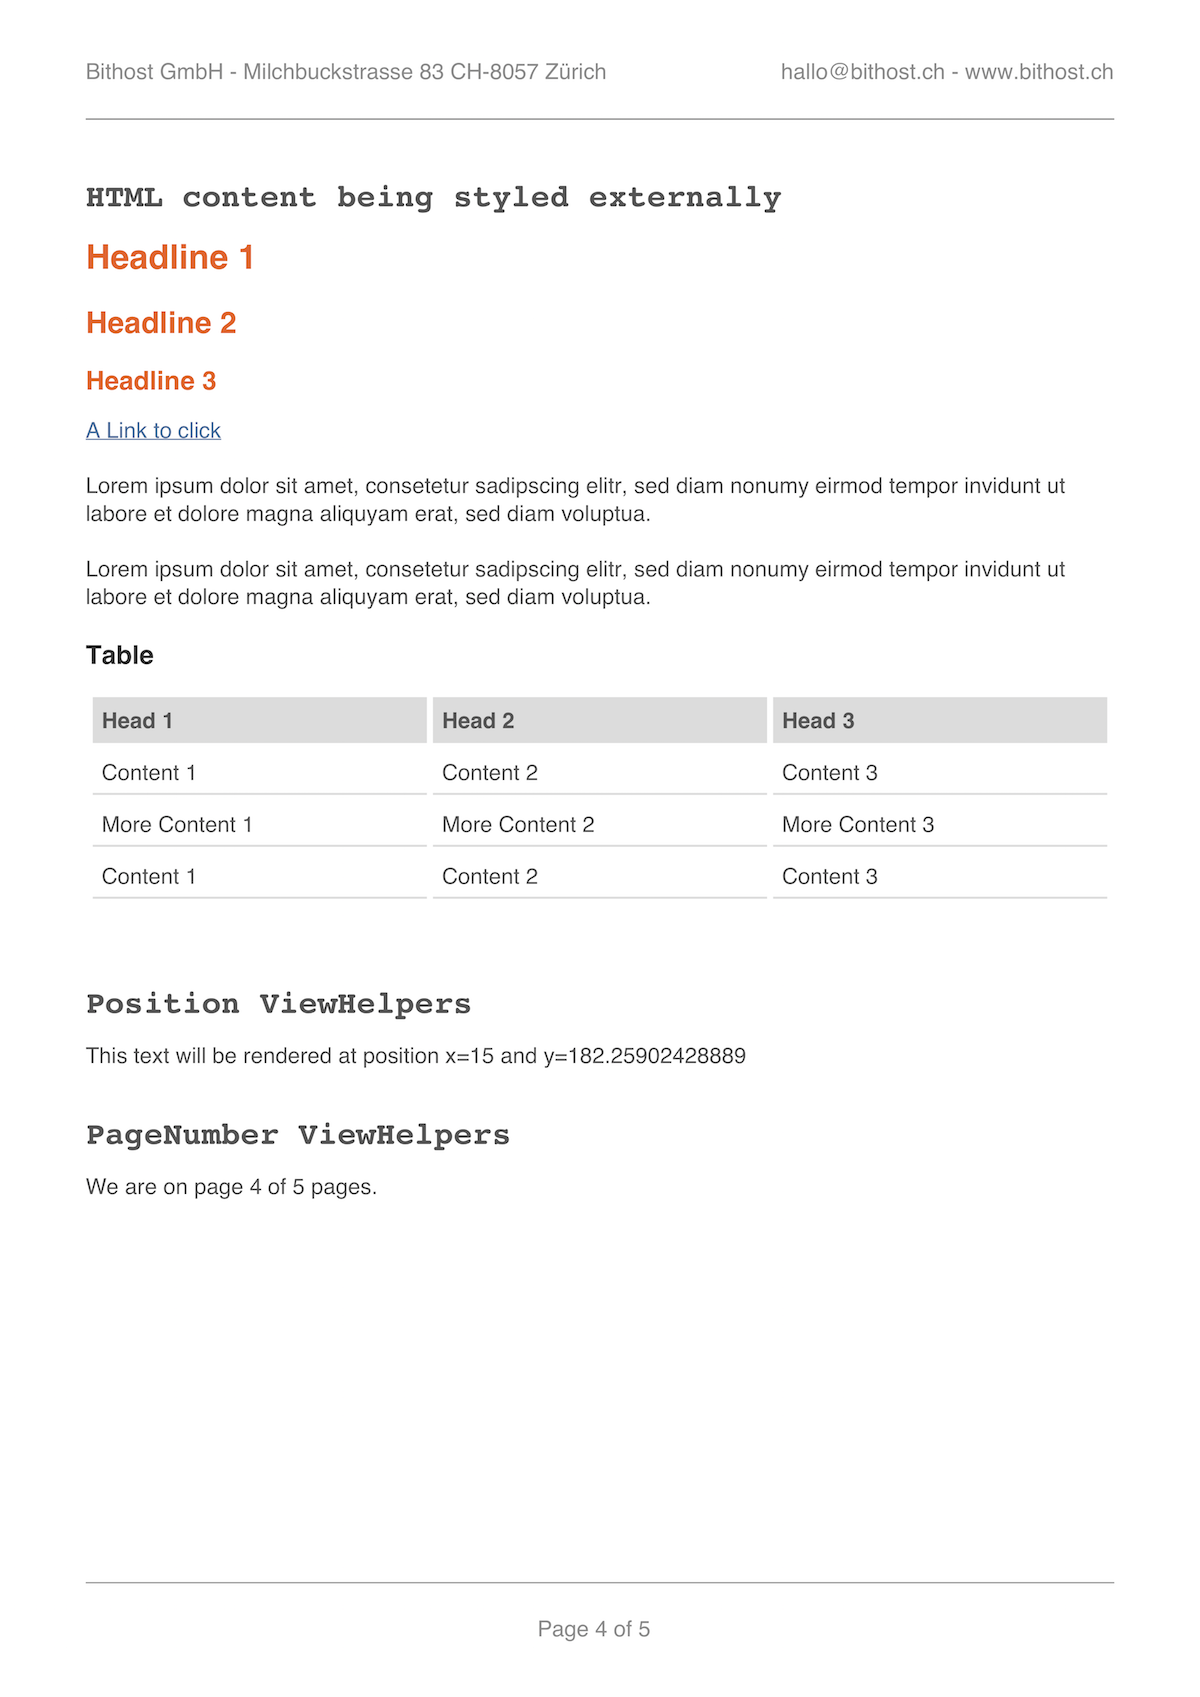 Bithost GmbH - Milchbuckstrasse 83 CH-8057 Zürich hallo@bithost.ch - www.bithost.ch
HTML content being styled externally
Headline 1
Headline 2
Headline 3
A Link to click
Lorem ipsum dolor sit amet, consetetur sadipscing elitr, sed diam nonumy eirmod tempor invidunt ut
labore et dolore magna aliquyam erat, sed diam voluptua.
Lorem ipsum dolor sit amet, consetetur sadipscing elitr, sed diam nonumy eirmod tempor invidunt ut
labore et dolore magna aliquyam erat, sed diam voluptua.
Table
Head 1 Head 2 Head 3
Content 1 Content 2 Content 3
More Content 1 More Content 2 More Content 3
Content 1 Content 2 Content 3
Position ViewHelpers
This text will be rendered at position x=15 and y=182.25902428889
PageNumber ViewHelpers
We are on page 4 of 5 pages.
Page 4 of 5